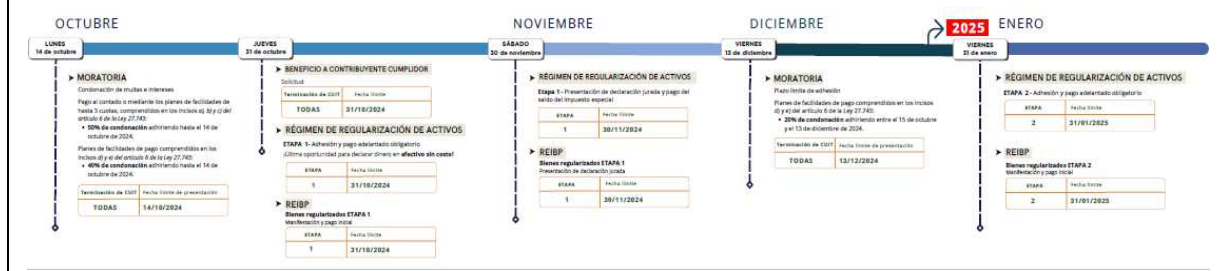 OCTUBRE
NOVIEMBRE
DICIEMBRE
2025
ENERO
LUNES
14 de octubre
JUEVES
31 de octubre
SÁBADO
30 de noviembre
VIERNES
13 de diciembre
VIERNES
31 de enero
➤ MORATORIA
Condonación de multas e intereses
Pago al contado o mediante los planes de facilidades de
hasta 3 cuotas, comprendidos en los incisos a), b) y c) del
artículo 6 de la Ley 27.743:
• 50% de condonación adhiriendo hasta el 14 de
octubre de 2024.
Planes de facilidades de pago comprendidos en los
incisos d) y e) del artículo 6 de la Ley 27.743:
• 40% de condonación adhiriendo hasta el 14 de
octubre de 2024.
Terminación de CUIT Fecha límite de presentación
TODAS 14/10/2024
➤ BENEFICIO A CONTRIBUYENTE CUMPLIDOR
Solicitud
Terminación de CUIT Fecha límite
TODAS 31/10/2024
➤ RÉGIMEN DE REGULARIZACIÓN DE ACTIVOS
ETAPA 1- Adhesión y pago adelantado obligatorio
¡Última oportunidad para declarar dinero en efectivo sin costo!
ETAPA Fecha límite
1 31/10/2024
➤ REIBP
Bienes regularizados ETAPA 1
Manifestación y pago inicial
ETAPA Fecha límite
1 31/10/2024
➤ RÉGIMEN DE REGULARIZACIÓN DE ACTIVOS
Etapa 1 - Presentación de declaración jurada y pago del
saldo del impuesto especial
ETAPA Fecha límite
1 30/11/2024
➤ REIBP
Bienes regularizados ETAPA 1
Presentación de declaración jurada
ETAPA Fecha límite
1 30/11/2024
➤ MORATORIA
Plazo límite de adhesión
Planes de facilidades de pago comprendidos en los incisos
d) y e) del artículo 6 de la Ley 27.743:
• 20% de condonación adhiriendo entre el 15 de octubre
y el 13 de diciembre de 2024.
Terminación de CUIT Fecha límite de presentación
TODAS 13/12/2024
➤ RÉGIMEN DE REGULARIZACIÓN DE ACTIVOS
ETAPA 2 - Adhesión y pago adelantado obligatorio
ETAPA Fecha límite
2 31/01/2025
➤ REIBP
Bienes regularizados ETAPA 2
Manifestación y pago inicial
ETAPA Fecha límite
2 31/01/2025